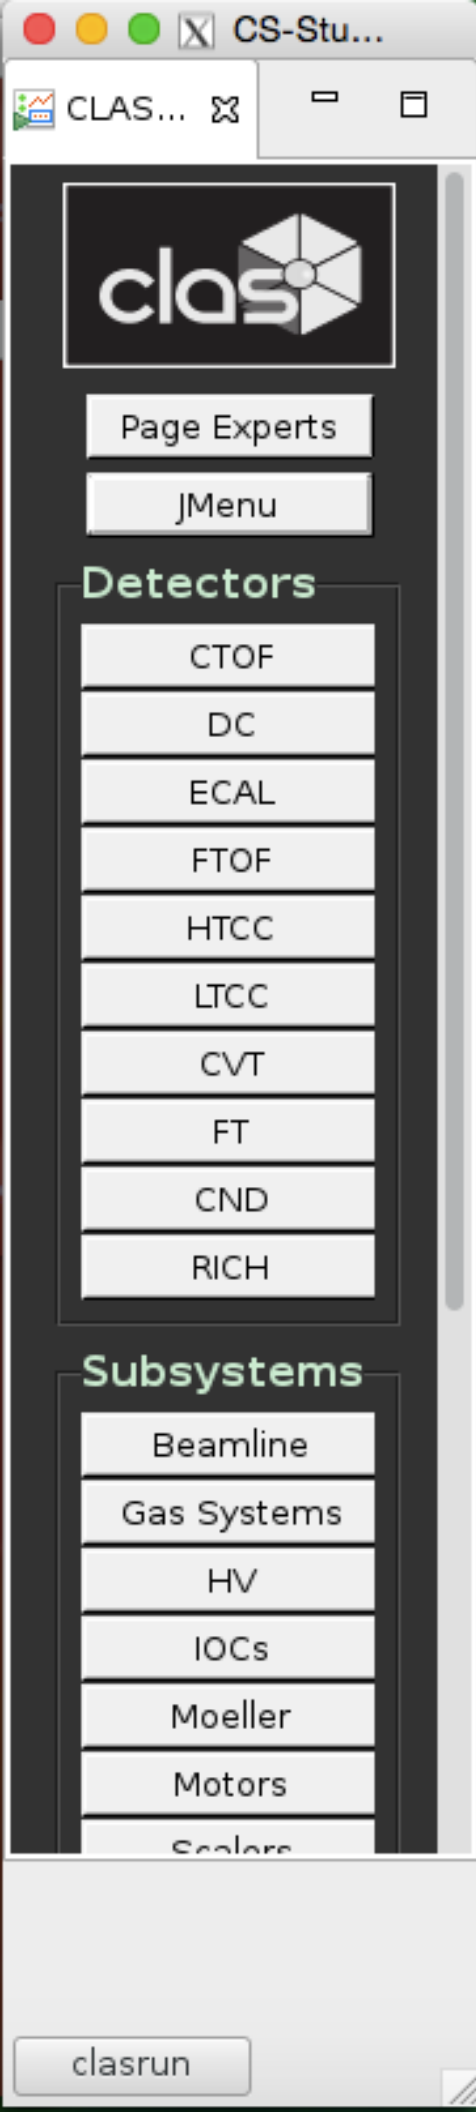 CS-Stu...
CLAS...
clas
Page Experts
JMenu
Detectors
CTOF
DC
ECAL
FTOF
HTCC
LTCC
CVT
FT
CND
RICH
Subsystems
Beamline
Gas Systems
HV
IOCs
Moeller
Motors
Scalers
clasrun